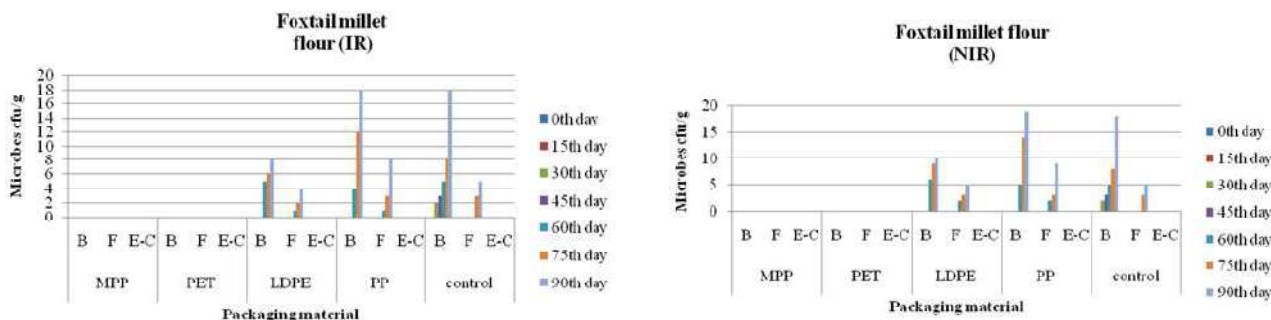 Foxtail millet
flour (IR)
Microbes cfu/g
20
18
16
14
12
10
8
6
4
2
0
B F E-C B F E-C B F E-C B F E-C B F E-C
MPP PET LDPE PP control
Packaging material
0th day
15th day
30th day
45th day
60th day
75th day
90th day
Foxtail millet flour
(NIR)
Microbes cfu/g
20
15
10
5
0
B F E-C B F E-C B F E-C B F E-C B F E-C
MPP PET LDPE PP control
Packaging material
0th day
15th day
30th day
45th day
60th day
75th day
90th day